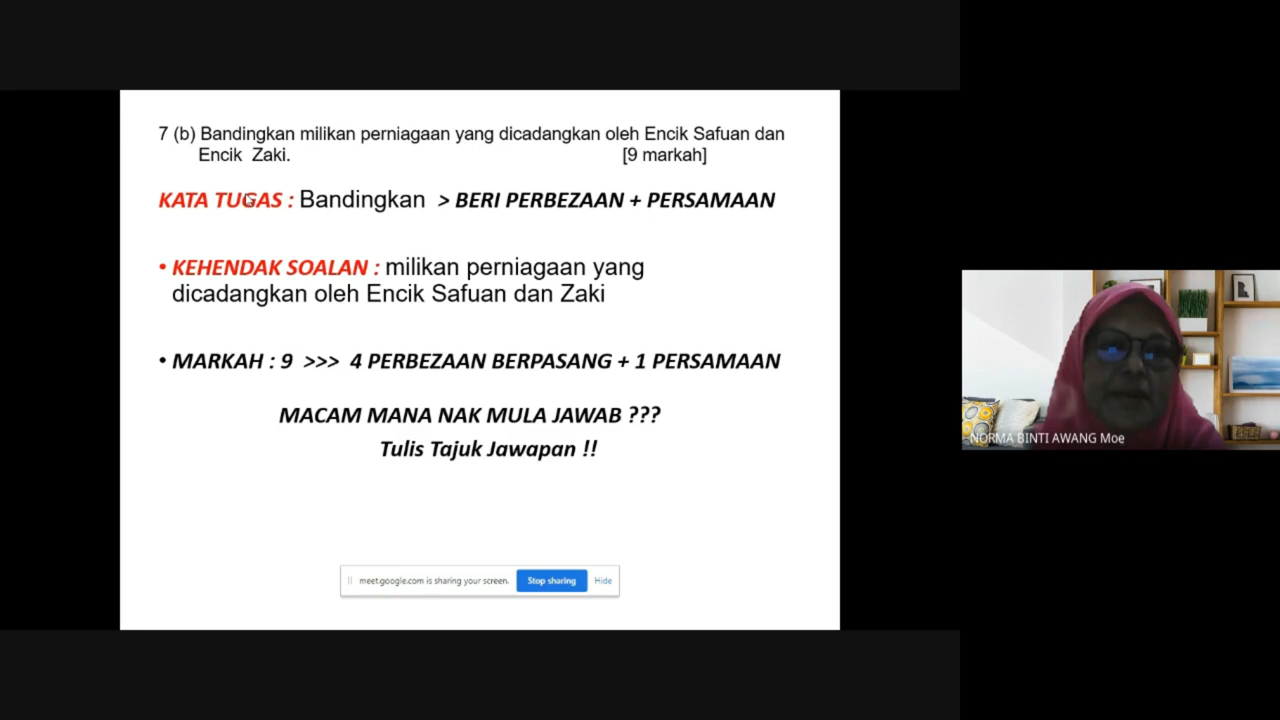 7 (b) Bandingkan milikan perniagaan yang dicadangkan oleh Encik Safuan dan
Encik Zaki. [9 markah]
KATA TUGAS : Bandingkan > BERI PERBEZAAN + PERSAMAAN
• KEHENDAK SOALAN : milikan perniagaan yang
dicadangkan oleh Encik Safuan dan Zaki
• MARKAH : 9 >>> 4 PERBEZAAN BERPASANG + 1 PERSAMAAN
MACAM MANA NAK MULA JAWAB ???
Tulis Tajuk Jawapan !!
meet.google.com is sharing your screen. Stop sharing Hide
NORMA BINTI AWANG Moe